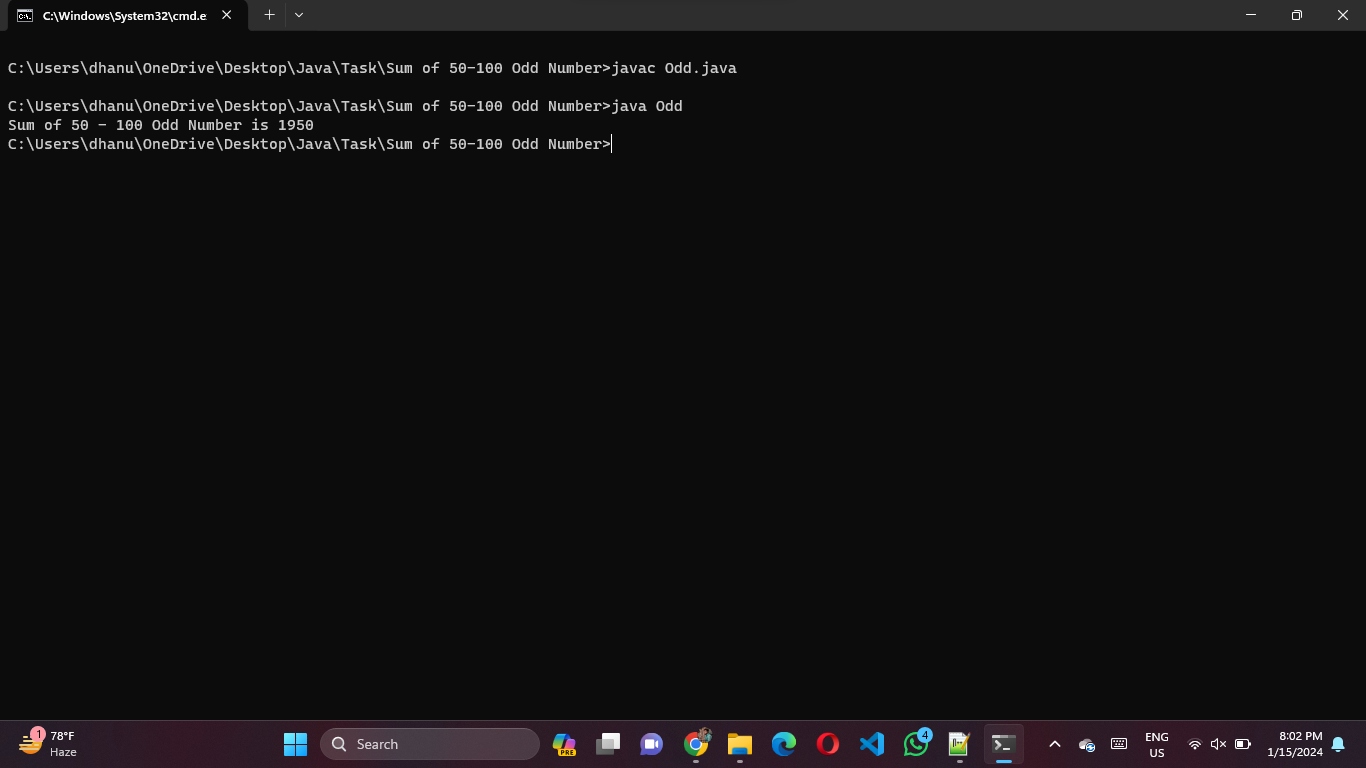 C:\Windows\System32\cmd.e
C:\Users\dhanu\OneDrive\Desktop\Java\Task\Sum of 50-100 Odd Number>javac Odd.java
C:\Users\dhanu\OneDrive\Desktop\Java\Task\Sum of 50-100 Odd Number>java Odd
Sum of 50 - 100 Odd Number is 1950
C:\Users\dhanu\OneDrive\Desktop\Java\Task\Sum of 50-100 Odd Number>
1
78°F
Haze
Search
PRE
4
ENG
US
8:02 PM
1/15/2024